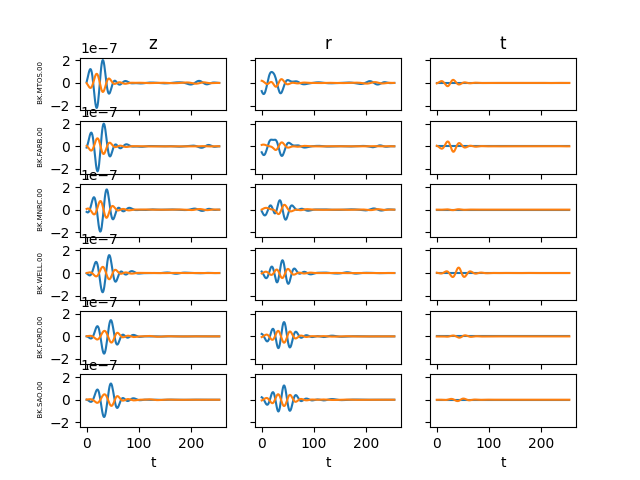 z r t
1e−7
BK.MTOS.00 2 0 −2
1e−7
BK.FARB.00 2 0 −2
1e−7
BK.MNRC.00 2 0 −2
1e−7
BK.WELL.00 2 0 −2
1e−7
BK.FORD.00 2 0 −2
1e−7
BK.SAO.00 2 0 −2
0 100 200 0 100 200 0 100 200
t t t